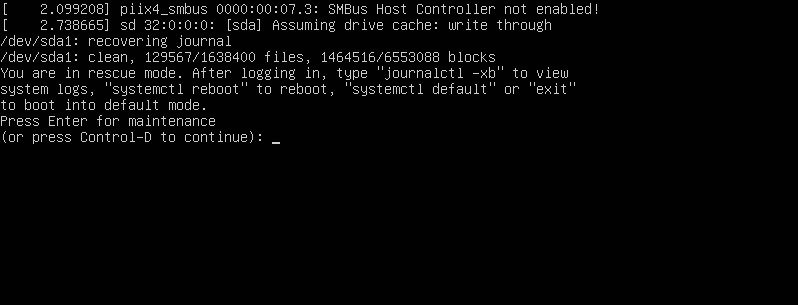 [    2.099208] piix4_smbus 0000:00:07.3: SMBus Host Controller not enabled!
[    2.738665] sd 32:0:0:0: [sda] Assuming drive cache: write through
/dev/sda1: recovering journal
/dev/sda1: clean, 129567/1638400 files, 1464516/6553088 blocks
You are in rescue mode. After logging in, type "journalctl -xb" to view
system logs, "systemctl reboot" to reboot, "systemctl default" or "exit"
to boot into default mode.
Press Enter for maintenance
(or press Control-D to continue): _